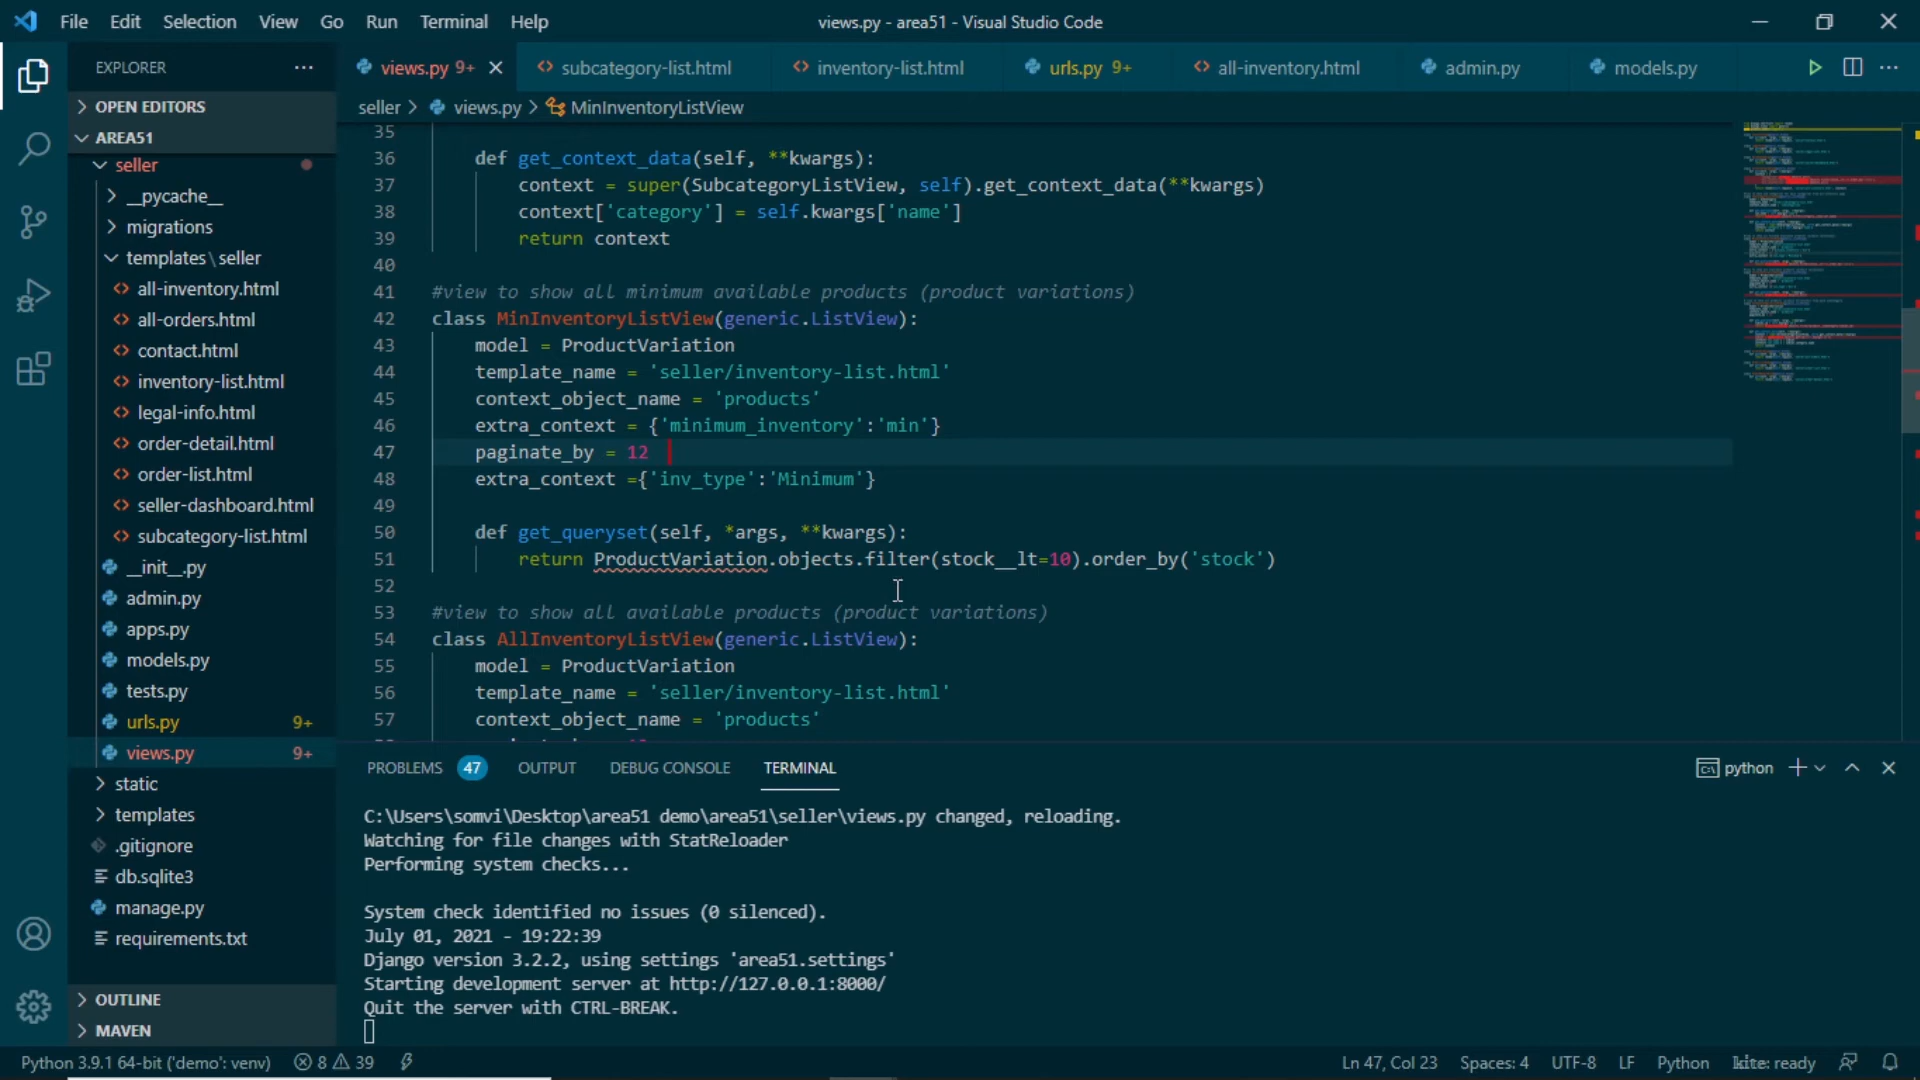 File Edit Selection View Go Run Terminal Help
views.py - area51 - Visual Studio Code
EXPLORER
OPEN EDITORS
AREA51
seller
__pycache__
migrations
templates\seller
all-inventory.html
all-orders.html
contact.html
inventory-list.html
legal-info.html
order-detail.html
order-list.html
seller-dashboard.html
subcategory-list.html
__init__.py
admin.py
apps.py
models.py
tests.py
urls.py 9+
views.py 9+
static
templates
.gitignore
db.sqlite3
manage.py
requirements.txt
OUTLINE
MAVEN
views.py 9+ subcategory-list.html inventory-list.html urls.py 9+ all-inventory.html admin.py models.py
seller > views.py > MinInventoryListView
35
36 def get_context_data(self, **kwargs):
37 context = super(SubcategoryListView, self).get_context_data(**kwargs)
38 context['category'] = self.kwargs['name']
39 return context
40
41 #view to show all minimum available products (product variations)
42 class MinInventoryListView(generic.ListView):
43 model = ProductVariation
44 template_name = 'seller/inventory-list.html'
45 context_object_name = 'products'
46 extra_context = {'minimum_inventory':'min'}
47 paginate_by = 12
48 extra_context ={'inv_type':'Minimum'}
49
50 def get_queryset(self, *args, **kwargs):
51 return ProductVariation.objects.filter(stock__lt=10).order_by('stock')
52
53 #view to show all available products (product variations)
54 class AllInventoryListView(generic.ListView):
55 model = ProductVariation
56 template_name = 'seller/inventory-list.html'
57 context_object_name = 'products'
PROBLEMS 47 OUTPUT DEBUG CONSOLE TERMINAL
python
C:\Users\somvi\Desktop\area51 demo\area51\seller\views.py changed, reloading.
Watching for file changes with StatReloader
Performing system checks...
System check identified no issues (0 silenced).
July 01, 2021 - 19:22:39
Django version 3.2.2, using settings 'area51.settings'
Starting development server at http://127.0.0.1:8000/
Quit the server with CTRL-BREAK.
Python 3.9.1 64-bit ('demo': venv) 8 39
Ln 47, Col 23 Spaces: 4 UTF-8 LF Python kite: ready